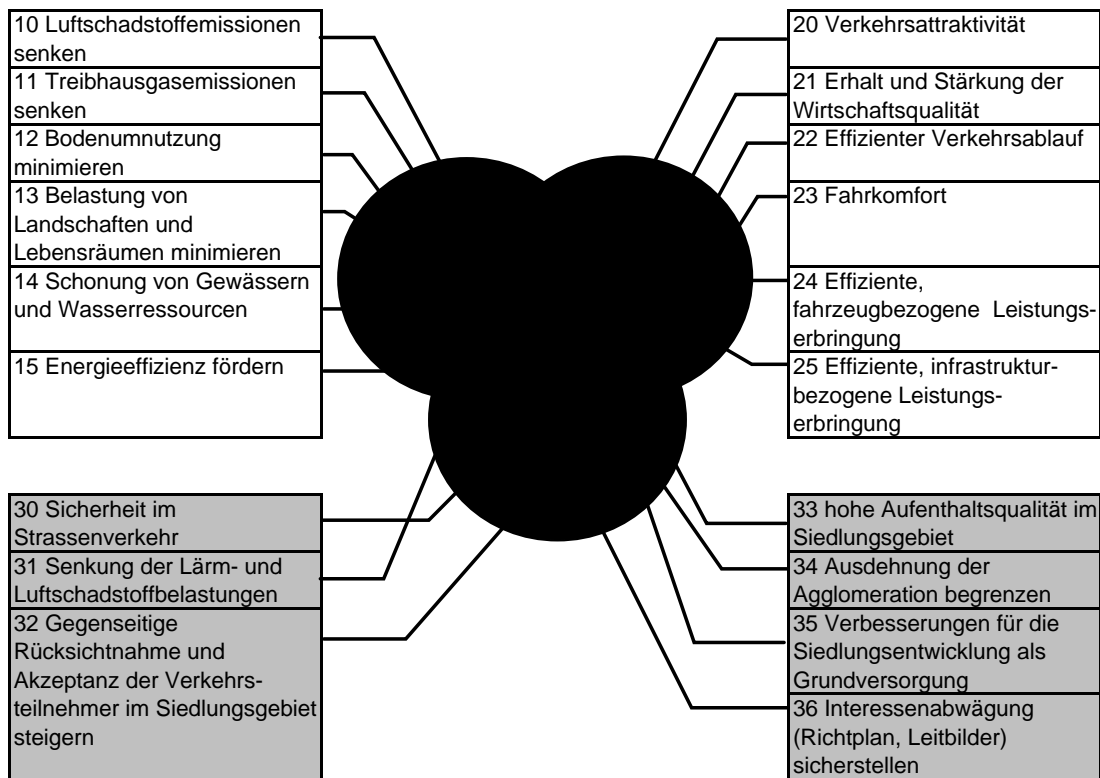 10 Luftschadstoffemissionen
senken
11 Treibhausgasemissionen
senken
12 Bodenumnutzung
minimieren
13 Belastung von
Landschaften und
Lebensräumen minimieren
14 Schonung von Gewässern
und Wasserressourcen
15 Energieeffizienz fördern
20 Verkehrsattraktivität
21 Erhalt und Stärkung der
Wirtschaftsqualität
22 Effizienter Verkehrsablauf
23 Fahrkomfort
24 Effiziente,
fahrzeugbezogene Leistungs-
erbringung
25 Effiziente, infrastruktur-
bezogene Leistungs-
erbringung
30 Sicherheit im
Strassenverkehr
31 Senkung der Lärm- und
Luftschadstoffbelastungen
32 Gegenseitige
Rücksichtnahme und
Akzeptanz der Verkehrs-
teilnehmer im Siedlungsgebiet
steigern
33 hohe Aufenthaltsqualität im
Siedlungsgebiet
34 Ausdehnung der
Agglomeration begrenzen
35 Verbesserungen für die
Siedlungsentwicklung als
Grundversorgung
36 Interessenabwägung
(Richtplan, Leitbilder)
sicherstellen